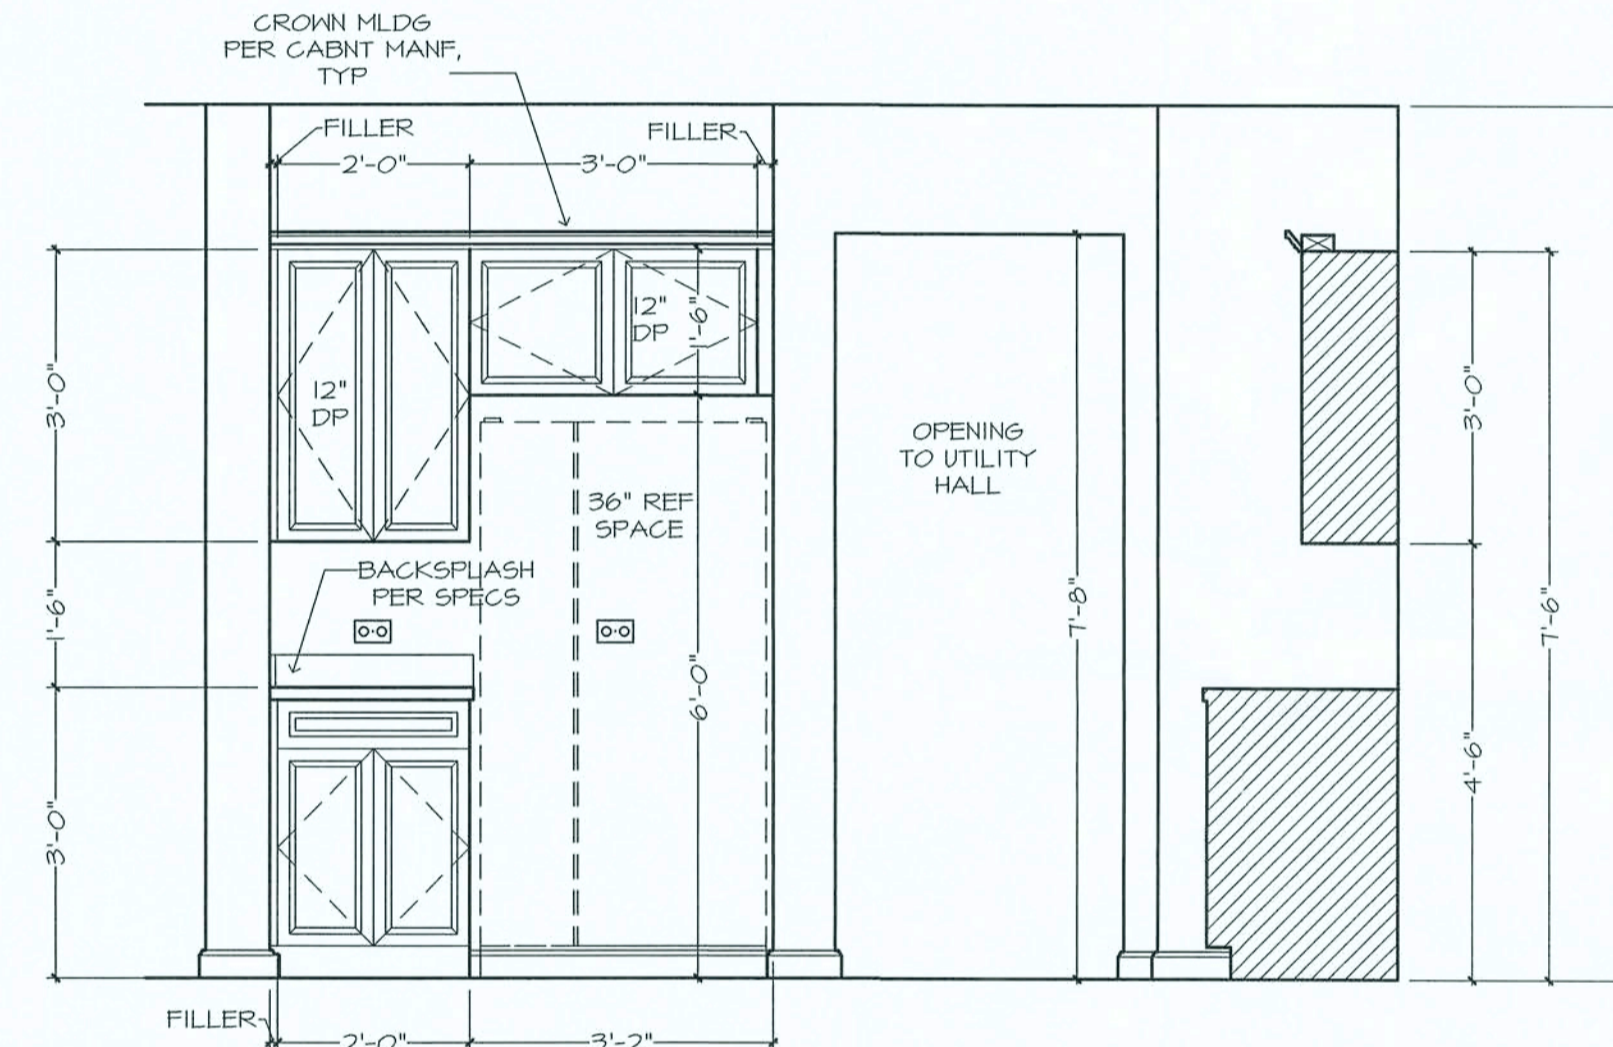 CROWN MLDG
PER CABNT MANF,
TYP
FILLER
FILLER
2'-0"
3'-0"
12"
DP
1'-6"
12"
DP
3'-0"
3'-0"
OPENING
TO UTILITY
HALL
36" REF
SPACE
BACKSPLASH
PER SPECS
1'-6"
7'-8"
7'-6"
6'-0"
4'-6"
3'-0"
FILLER
2'-0"
3'-2"